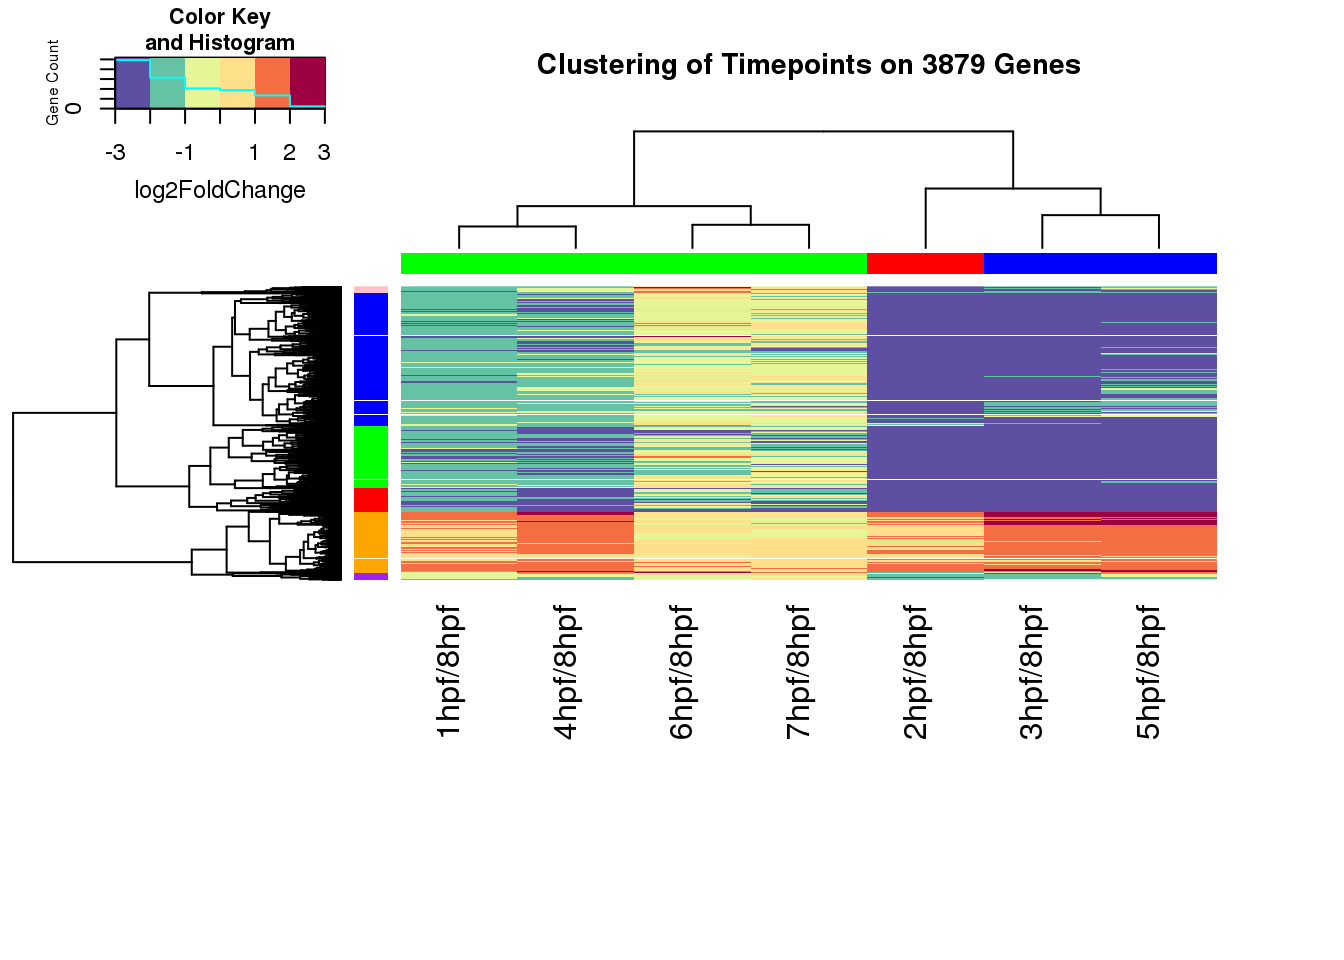 Color Key
and Histogram
Gene Count
0
-3 -1 1 2 3
log2FoldChange
Clustering of Timepoints on 3879 Genes
1hpf/8hpf
4hpf/8hpf
6hpf/8hpf
7hpf/8hpf
2hpf/8hpf
3hpf/8hpf
5hpf/8hpf